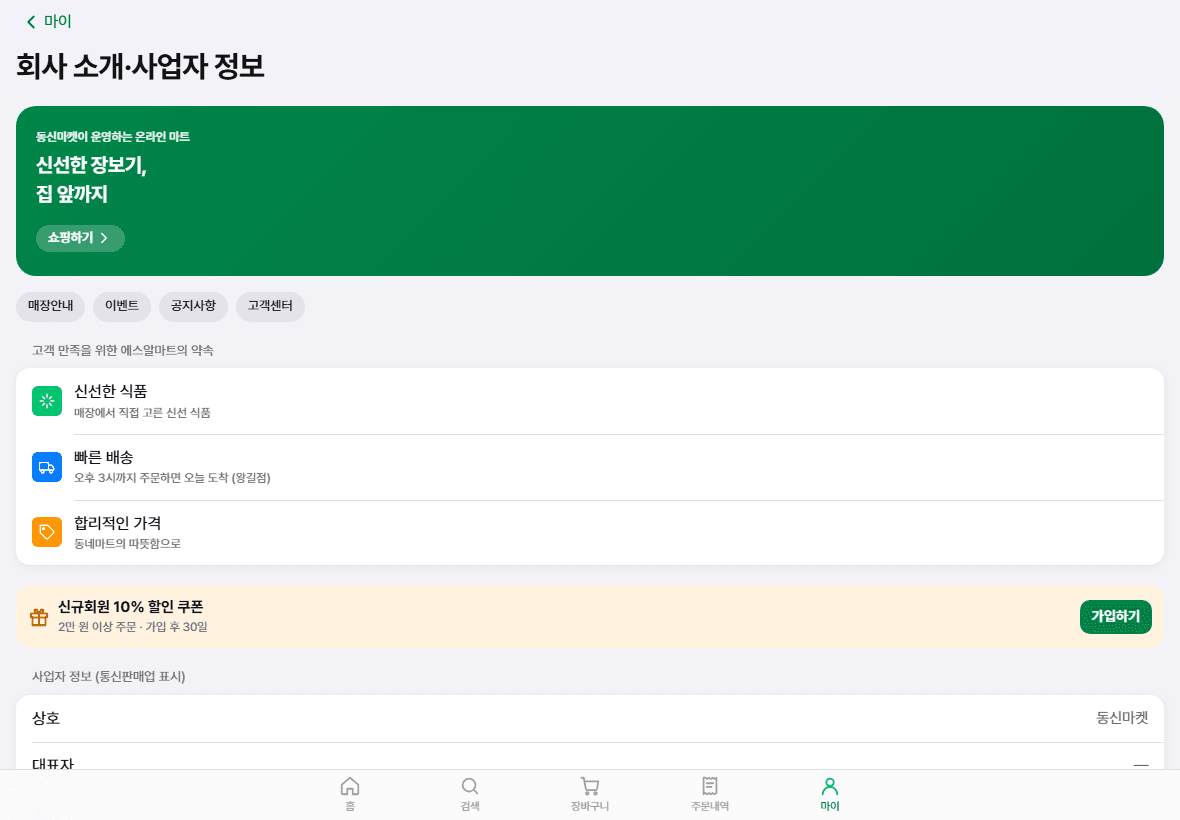 마이
회사 소개·사업자 정보
동신마켓이 운영하는 온라인 마트
신선한 장보기,
집 앞까지
쇼핑하기
매장안내 이벤트 공지사항 고객센터
고객 만족을 위한 에스알마트의 약속
신선한 식품
매장에서 직접 고른 신선 식품
빠른 배송
오후 3시까지 주문하면 오늘 도착 (왕길점)
합리적인 가격
동네마트의 따뜻함으로
신규회원 10% 할인 쿠폰
2만 원 이상 주문 · 가입 후 30일
가입하기
사업자 정보 (통신판매업 표시)
상호 동신마켓
대표자 —
홈 검색 장바구니 주문내역 마이